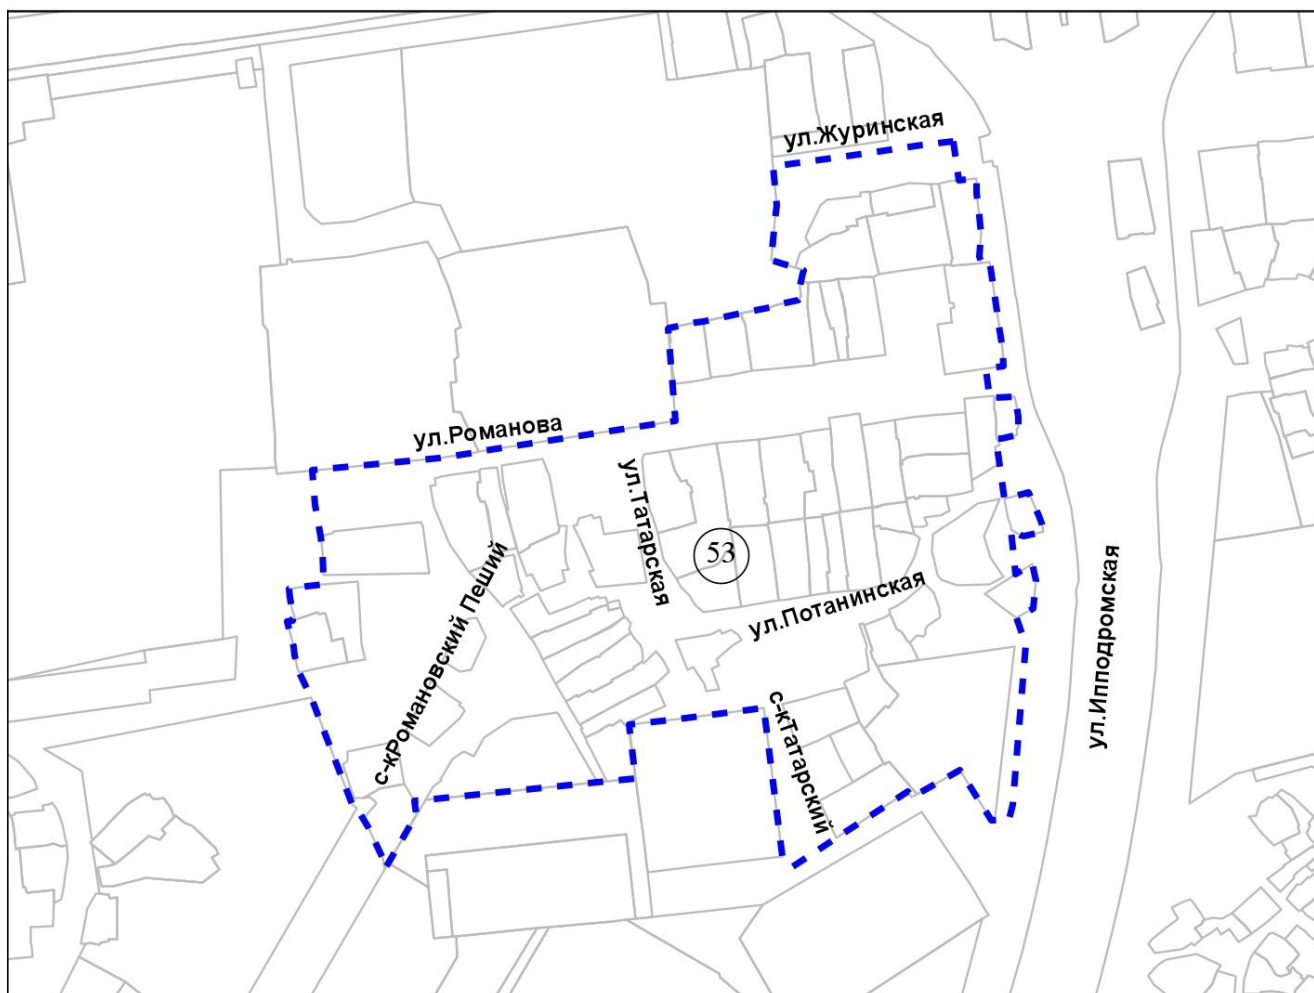 ул.Журинская
ул.Романова
ул.Татарская
53
с-кРомановский Пеший
ул.Потанинская
ул.Ипподромская
с-кТатарский